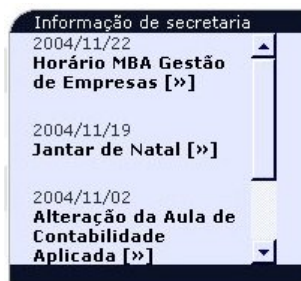 Informação de secretaria
2004/11/22
Horário MBA Gestão
de Empresas [»]
2004/11/19
Jantar de Natal [»]
2004/11/02
Alteração da Aula de
Contabilidade
Aplicada [»]